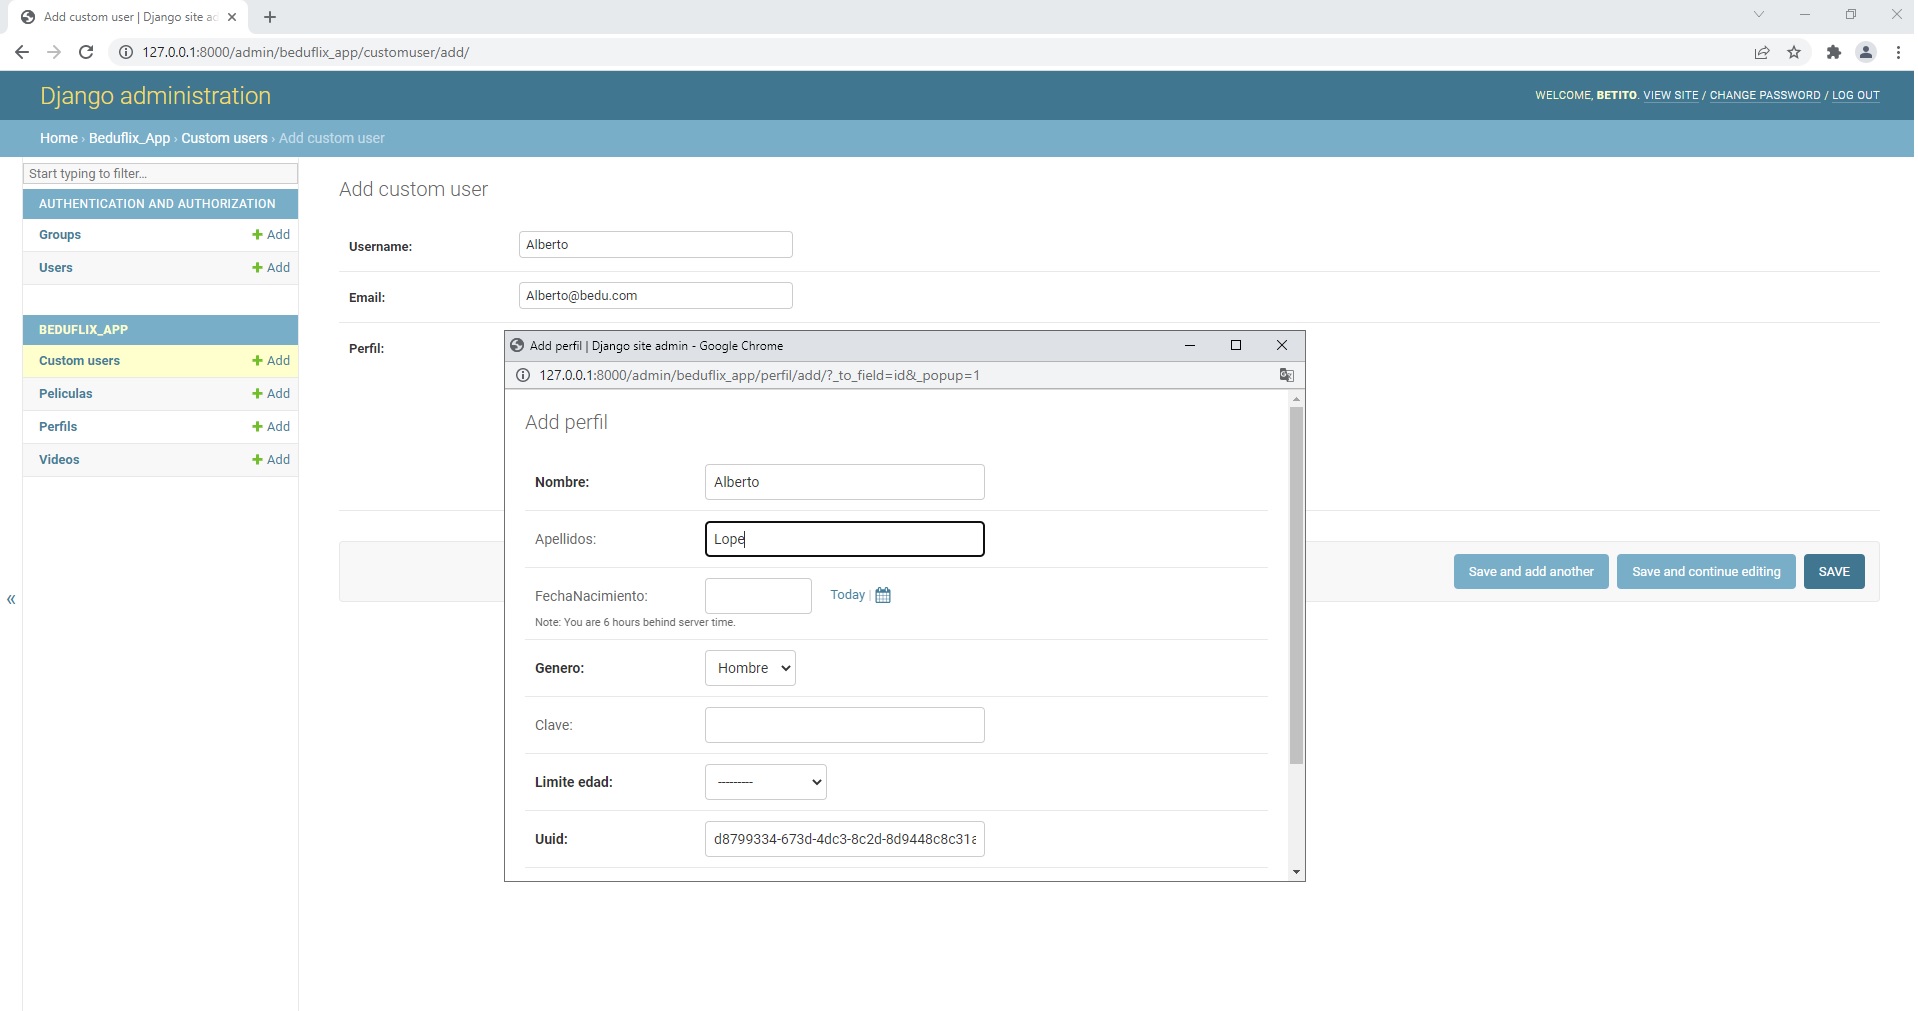 Add custom user | Django site ad
127.0.0.1:8000/admin/beduflix_app/customuser/add/
Django administration
WELCOME, BETITO. VIEW SITE / CHANGE PASSWORD / LOG OUT
Home › Beduflix_App › Custom users › Add custom user
Start typing to filter...
AUTHENTICATION AND AUTHORIZATION
Groups + Add
Users + Add
BEDUFLIX_APP
Custom users + Add
Peliculas + Add
Perfils + Add
Videos + Add
«
Add custom user
Username: Alberto
Email: Alberto@bedu.com
Perfil:
Add perfil | Django site admin - Google Chrome
127.0.0.1:8000/admin/beduflix_app/perfil/add/?_to_field=id&_popup=1
Add perfil
Nombre: Alberto
Apellidos: Lope
FechaNacimiento: Today |
Note: You are 6 hours behind server time.
Genero: Hombre
Clave:
Limite edad: ---------
Uuid: d8799334-673d-4dc3-8c2d-8d9448c8c31a
Save and add another Save and continue editing SAVE